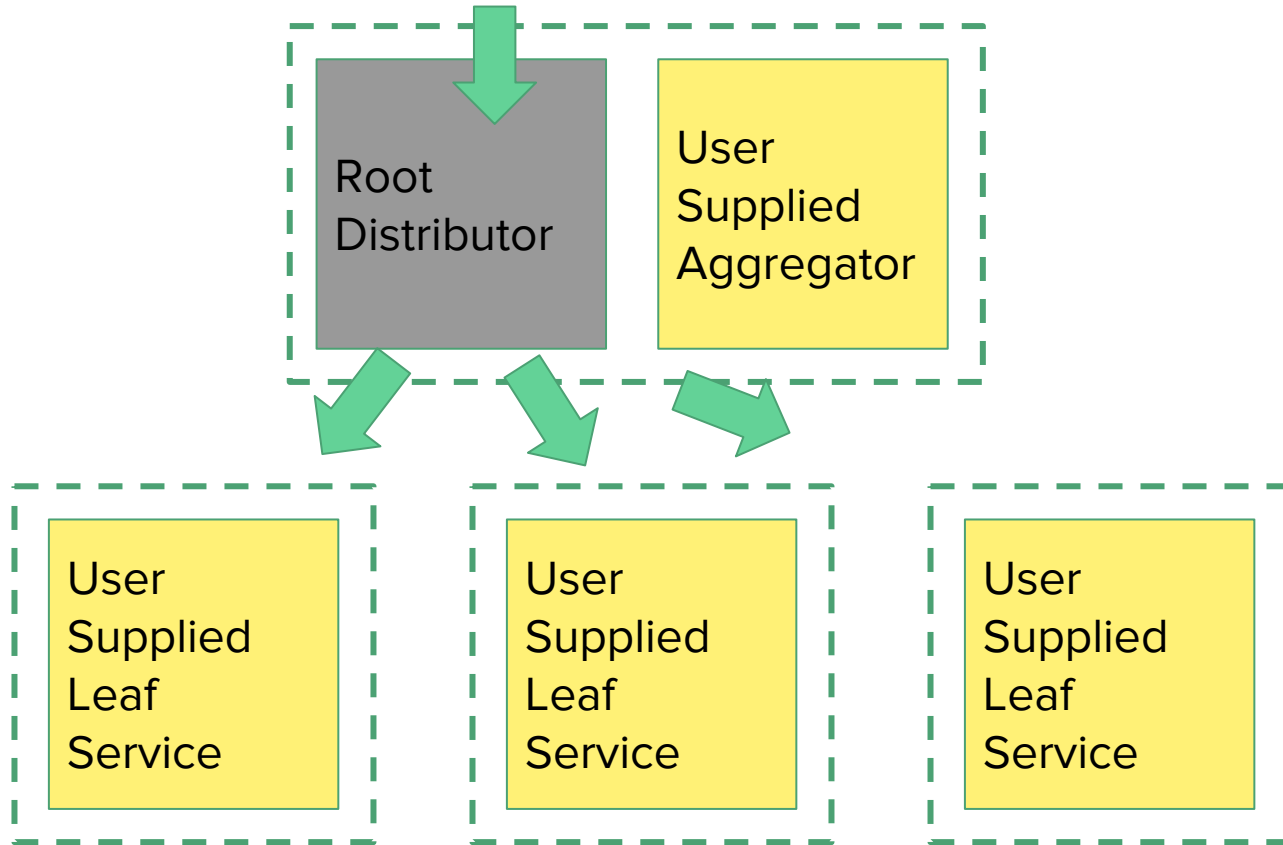 Root
Distributor
User
Supplied
Aggregator
User
Supplied
Leaf
Service
User
Supplied
Leaf
Service
User
Supplied
Leaf
Service